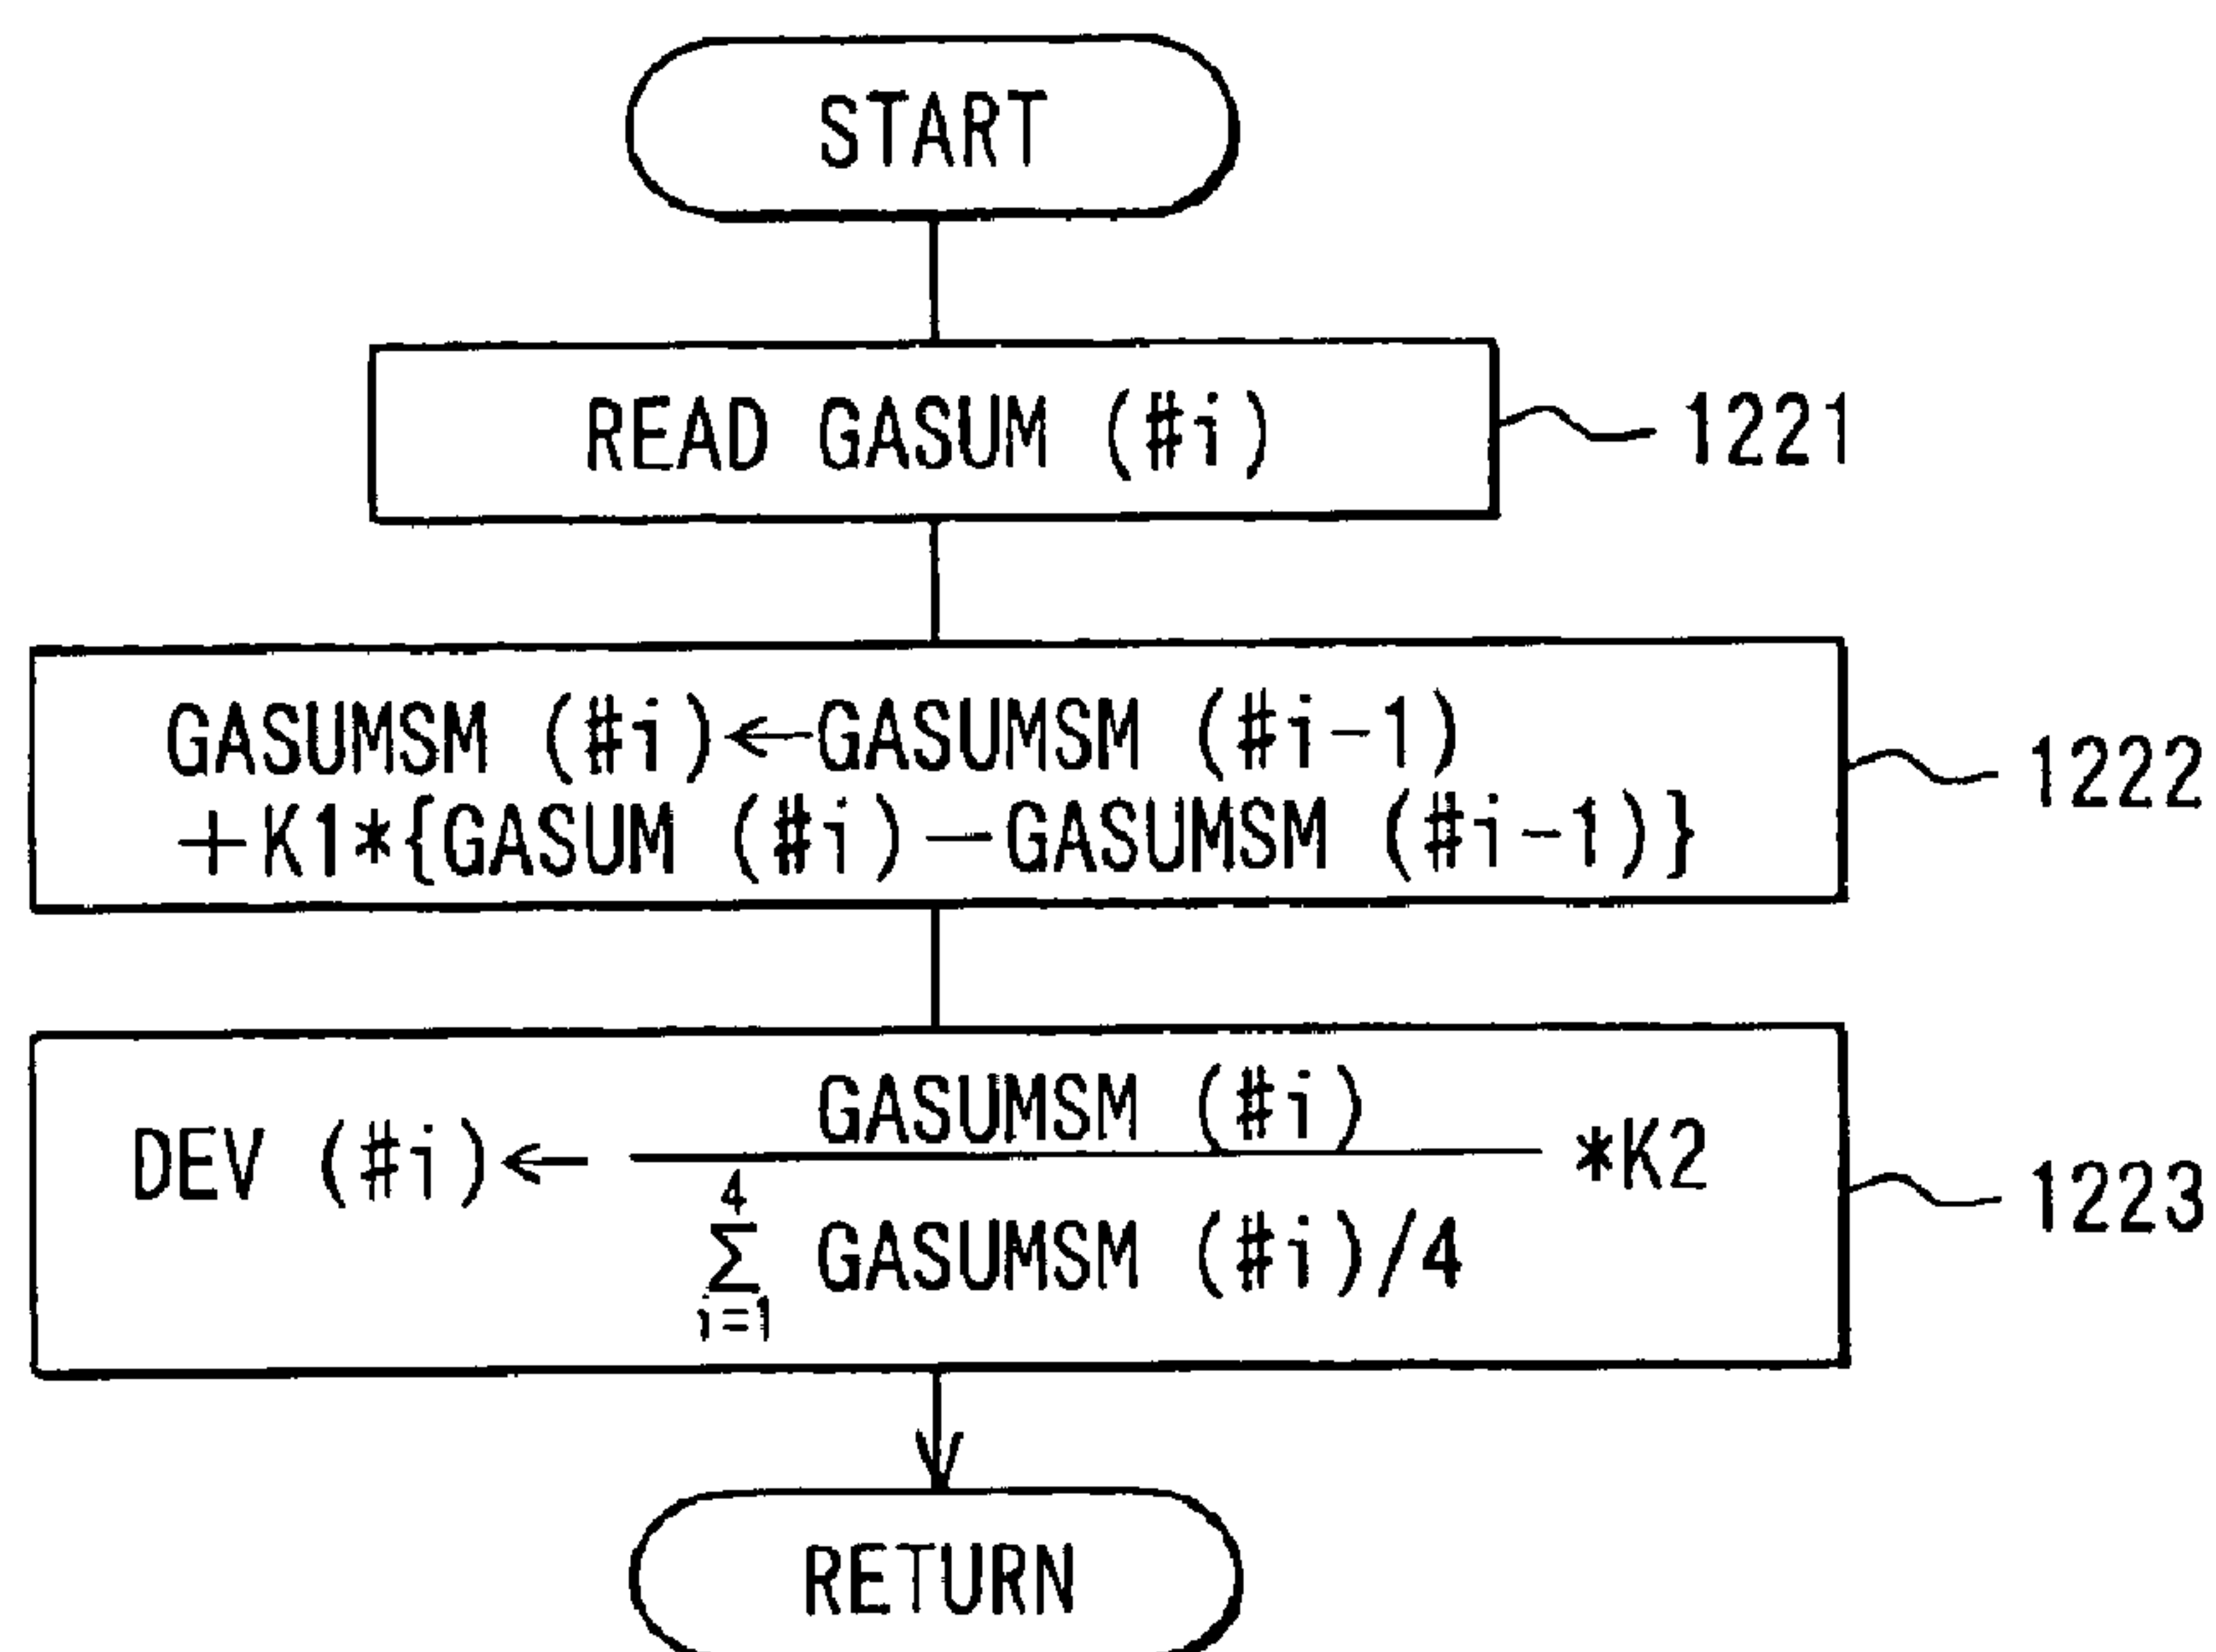 START
READ GASUM (#i)
1221
GASUMSM (#i)←GASUMSM (#i-1)
+K1*{GASUM (#i)-GASUMSM (#i-1)}
1222
GASUMSM (#i)
DEV (#i)← *K2
4
Σ GASUMSM (#i)/4
i=1
1223
RETURN